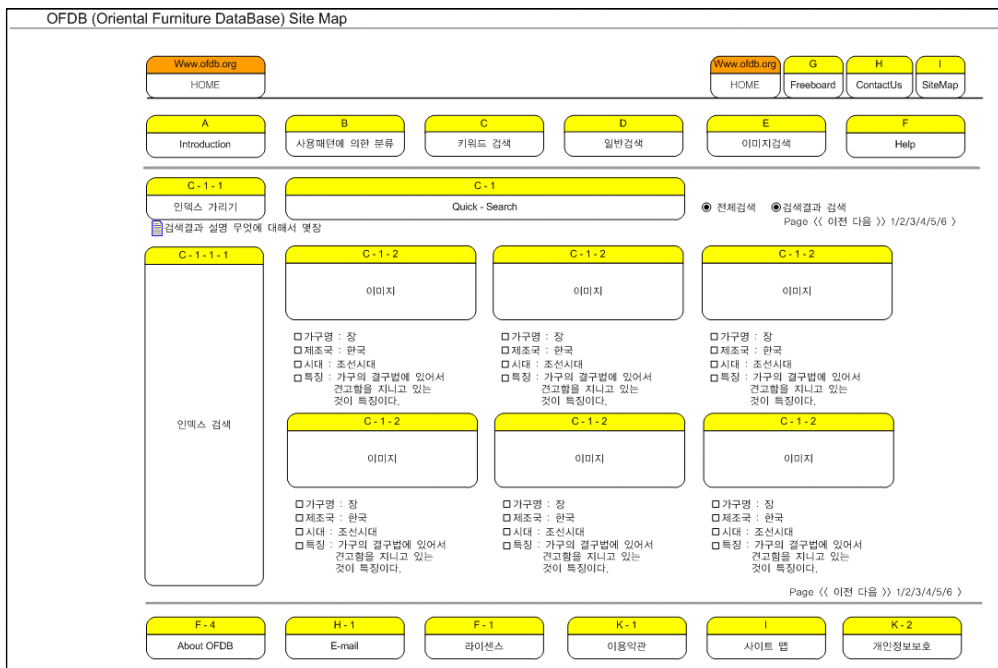 OFDB (Oriental Furniture DataBase) Site Map
Www.ofdb.org
HOME
Www.ofdb.org
HOME
G
Freeboard
H
ContactUs
I
SiteMap
A
Introduction
B
사용패턴에 의한 분류
C
키워드 검색
D
일반검색
E
이미지검색
F
Help
C - 1 - 1
인덱스 가리기
C - 1
Quick - Search
전체검색 검색결과 검색
Page 〈〈 이전 다음 〉〉 1/2/3/4/5/6 〉
검색결과 설명 무엇에 대해서 몇장
C - 1 - 1 - 1
인덱스 검색
C - 1 - 2
이미지
가구명 : 장
제조국 : 한국
시대 : 조선시대
특징 : 가구의 결구법에 있어서
견고함을 지니고 있는
것이 특징이다.
C - 1 - 2
이미지
가구명 : 장
제조국 : 한국
시대 : 조선시대
특징 : 가구의 결구법에 있어서
견고함을 지니고 있는
것이 특징이다.
C - 1 - 2
이미지
가구명 : 장
제조국 : 한국
시대 : 조선시대
특징 : 가구의 결구법에 있어서
견고함을 지니고 있는
것이 특징이다.
C - 1 - 2
이미지
가구명 : 장
제조국 : 한국
시대 : 조선시대
특징 : 가구의 결구법에 있어서
견고함을 지니고 있는
것이 특징이다.
C - 1 - 2
이미지
가구명 : 장
제조국 : 한국
시대 : 조선시대
특징 : 가구의 결구법에 있어서
견고함을 지니고 있는
것이 특징이다.
C - 1 - 2
이미지
가구명 : 장
제조국 : 한국
시대 : 조선시대
특징 : 가구의 결구법에 있어서
견고함을 지니고 있는
것이 특징이다.
Page 〈〈 이전 다음 〉〉 1/2/3/4/5/6 〉
F - 4
About OFDB
H - 1
E-mail
F - 1
라이센스
K - 1
이용약관
I
사이트 맵
K - 2
개인정보보호